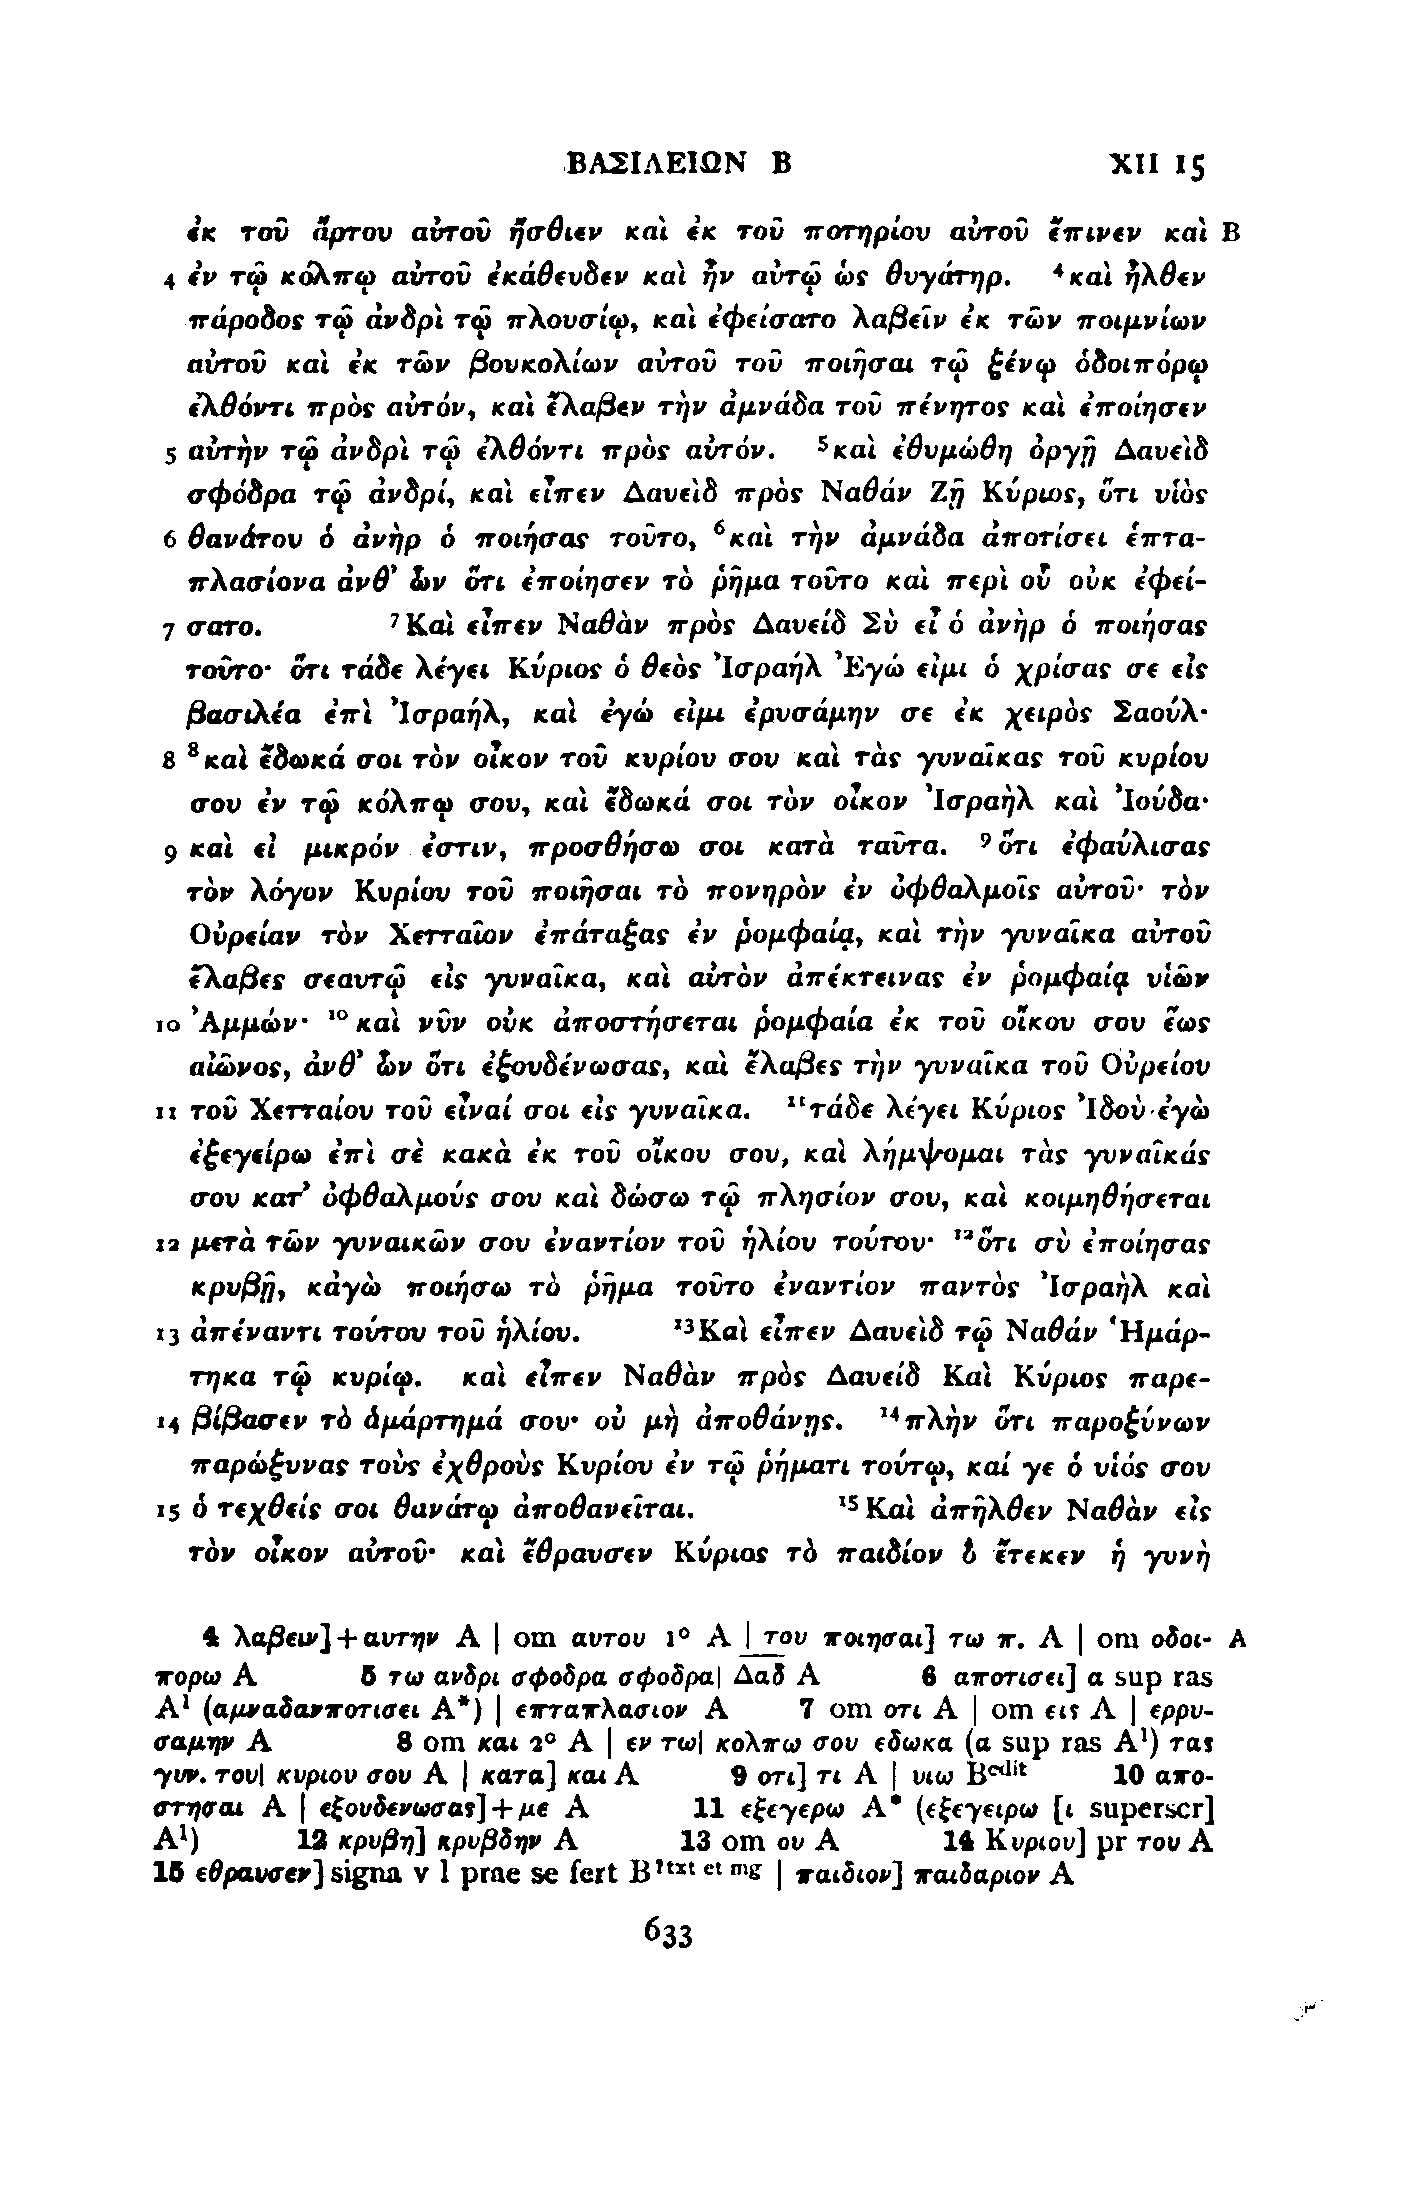 ΒΑΣΙΛΕΙΩΝ Β XII 15
ἐκ τοῦ ἄρτου αὐτοῦ ἤσθιεν καὶ ἐκ τοῦ ποτηρίου αὐτοῦ ἔπινεν καὶ B
4 ἐν τῷ κόλπῳ αὐτοῦ ἐκάθευδεν καὶ ἦν αὐτῷ ὡς θυγάτηρ. ⁴καὶ ἦλθεν
πάροδος τῷ ἀνδρὶ τῷ πλουσίῳ, καὶ ἐφείσατο λαβεῖν ἐκ τῶν ποιμνίων
αὐτοῦ καὶ ἐκ τῶν βουκολίων αὐτοῦ τοῦ ποιῆσαι τῷ ξένῳ ὁδοιπόρῳ
ἐλθόντι πρὸς αὐτόν, καὶ ἔλαβεν τὴν ἀμνάδα τοῦ πένητος καὶ ἐποίησεν
5 αὐτὴν τῷ ἀνδρὶ τῷ ἐλθόντι πρὸς αὐτόν. ⁵καὶ ἐθυμώθη ὀργῇ Δαυεὶδ
σφόδρα τῷ ἀνδρί, καὶ εἶπεν Δαυεὶδ πρὸς Ναθάν Ζῇ Κύριος, ὅτι υἱὸς
6 θανάτου ὁ ἀνὴρ ὁ ποιήσας τοῦτο, ⁶καὶ τὴν ἀμνάδα ἀποτίσει ἑπτα-
πλασίονα ἀνθ’ ὧν ὅτι ἐποίησεν τὸ ῥῆμα τοῦτο καὶ περὶ οὗ οὐκ ἐφεί-
7 σατο. ⁷Καὶ εἶπεν Ναθὰν πρὸς Δαυείδ Σὺ εἶ ὁ ἀνὴρ ὁ ποιήσας
τοῦτο· ὅτι τάδε λέγει Κύριος ὁ θεὸς Ἰσραήλ Ἐγώ εἰμι ὁ χρίσας σε εἰς
βασιλέα ἐπὶ Ἰσραήλ, καὶ ἐγώ εἰμι ἐρυσάμην σε ἐκ χειρὸς Σαούλ·
8 ⁸καὶ ἔδωκά σοι τὸν οἶκον τοῦ κυρίου σου καὶ τὰς γυναῖκας τοῦ κυρίου
σου ἐν τῷ κόλπῳ σου, καὶ ἔδωκά σοι τὸν οἶκον Ἰσραὴλ καὶ Ἰούδα·
9 καὶ εἰ μικρόν ἐστιν, προσθήσω σοι κατὰ ταῦτα. ⁹ὅτι ἐφαύλισας
τὸν λόγον Κυρίου τοῦ ποιῆσαι τὸ πονηρὸν ἐν ὀφθαλμοῖς αὐτοῦ· τὸν
Οὐρείαν τὸν Χετταῖον ἐπάταξας ἐν ῥομφαίᾳ, καὶ τὴν γυναῖκα αὐτοῦ
ἔλαβες σεαυτῷ εἰς γυναῖκα, καὶ αὐτὸν ἀπέκτεινας ἐν ῥομφαίᾳ υἱῶν
10 Ἀμμών· ¹⁰καὶ νῦν οὐκ ἀποστήσεται ῥομφαία ἐκ τοῦ οἴκου σου ἕως
αἰῶνος, ἀνθ’ ὧν ὅτι ἐξουδένωσας, καὶ ἔλαβες τὴν γυναῖκα τοῦ Οὐρείου
11 τοῦ Χετταίου τοῦ εἶναί σοι εἰς γυναῖκα. ¹¹τάδε λέγει Κύριος Ἰδοὺ ἐγὼ
ἐξεγείρω ἐπὶ σὲ κακὰ ἐκ τοῦ οἴκου σου, καὶ λήμψομαι τὰς γυναῖκάς
σου κατ’ ὀφθαλμούς σου καὶ δώσω τῷ πλησίον σου, καὶ κοιμηθήσεται
12 μετὰ τῶν γυναικῶν σου ἐναντίον τοῦ ἡλίου τούτου· ¹²ὅτι σὺ ἐποίησας
κρυβῇ, κἀγὼ ποιήσω τὸ ῥῆμα τοῦτο ἐναντίον παντὸς Ἰσραὴλ καὶ
13 ἀπέναντι τούτου τοῦ ἡλίου. ¹³Καὶ εἶπεν Δαυεὶδ τῷ Ναθάν Ἡμάρ-
τηκα τῷ κυρίῳ. καὶ εἶπεν Ναθὰν πρὸς Δαυείδ Καὶ Κύριος παρε-
14 βίβασεν τὸ ἁμάρτημά σου· οὐ μὴ ἀποθάνῃς. ¹⁴πλὴν ὅτι παροξύνων
παρώξυνας τοὺς ἐχθροὺς Κυρίου ἐν τῷ ῥήματι τούτῳ, καί γε ὁ υἱός σου
15 ὁ τεχθείς σοι θανάτῳ ἀποθανεῖται. ¹⁵Καὶ ἀπῆλθεν Ναθὰν εἰς
τὸν οἶκον αὐτοῦ· καὶ ἔθραυσεν Κύριος τὸ παιδίον ὃ ἔτεκεν ἡ γυνὴ
4 λαβειν]+αυτην A | om αυτου 1° A | του ποιησαι] τω π. A | om οδοι- A
πορω A 5 τω ανδρι σφοδρα σφοδρα| Δαδ A 6 αποτισει] α sup ras
A¹ (αμναδανποτισει A*) | επταπλασιον A 7 om οτι A | om εις A | ερρυ-
σαμην A 8 om και 2° A | εν τω| κολπω σου εδωκα (α sup ras A¹) τας
γυν. του| κυριου σου A | κατα] και A 9 οτι] τι A | υιω Bᵉᵈⁱᵗ 10 απο-
στησαι A | εξουδενωσας]+με A 11 εξεγερω A* (εξεγειρω [ι superscr]
A¹) 12 κρυβη] κρυβδην A 13 om ου A 14 Κυριου] pr του A
15 εθραυσεν] signa v l prae se fert B?ᵗˣᵗ ᵉᵗ ᵐᵍ | παιδιον] παιδαριον A
633